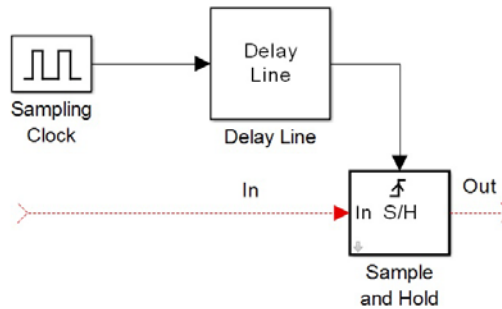 Delay
Line
Sampling
Clock
Delay Line
In
Out
In S/H
Sample
and Hold